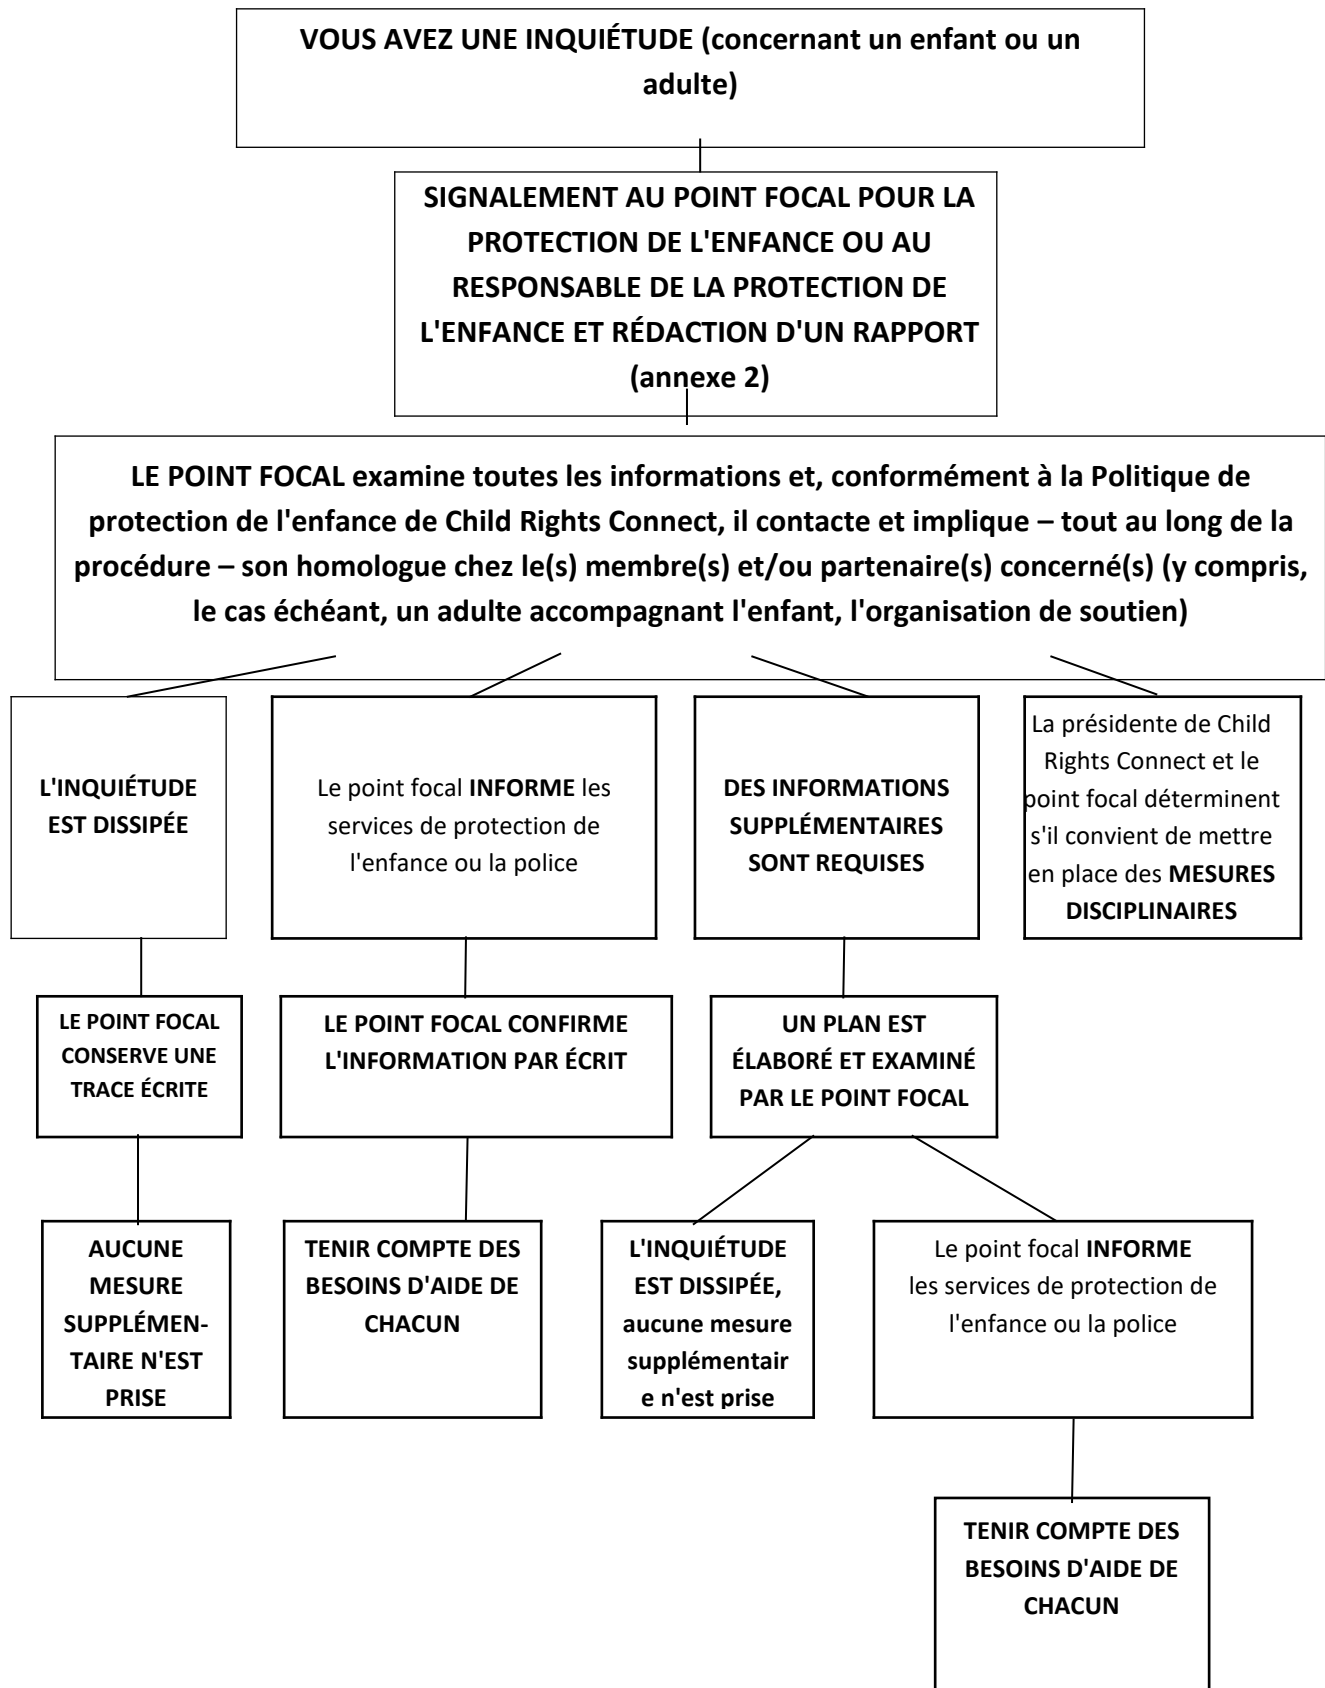 VOUS AVEZ UNE INQUIÉTUDE (concernant un enfant ou un
adulte)
SIGNALEMENT AU POINT FOCAL POUR LA
PROTECTION DE L'ENFANCE OU AU
RESPONSABLE DE LA PROTECTION DE
L'ENFANCE ET RÉDACTION D'UN RAPPORT
(annexe 2)
LE POINT FOCAL examine toutes les informations et, conformément à la Politique de
protection de l'enfance de Child Rights Connect, il contacte et implique – tout au long de la
procédure – son homologue chez le(s) membre(s) et/ou partenaire(s) concerné(s) (y compris,
le cas échéant, un adulte accompagnant l'enfant, l'organisation de soutien)
L'INQUIÉTUDE
EST DISSIPÉE
Le point focal INFORME les
services de protection de
l'enfance ou la police
DES INFORMATIONS
SUPPLÉMENTAIRES
SONT REQUISES
La présidente de Child
Rights Connect et le
point focal déterminent
s'il convient de mettre
en place des MESURES
DISCIPLINAIRES
LE POINT FOCAL
CONSERVE UNE
TRACE ÉCRITE
LE POINT FOCAL CONFIRME
L'INFORMATION PAR ÉCRIT
UN PLAN EST
ÉLABORÉ ET EXAMINÉ
PAR LE POINT FOCAL
AUCUNE
MESURE
SUPPLÉMEN-
TAIRE N'EST
PRISE
TENIR COMPTE DES
BESOINS D'AIDE DE
CHACUN
L'INQUIÉTUDE
EST DISSIPÉE,
aucune mesure
supplémentair
e n'est prise
Le point focal INFORME
les services de protection de
l'enfance ou la police
TENIR COMPTE DES
BESOINS D'AIDE DE
CHACUN